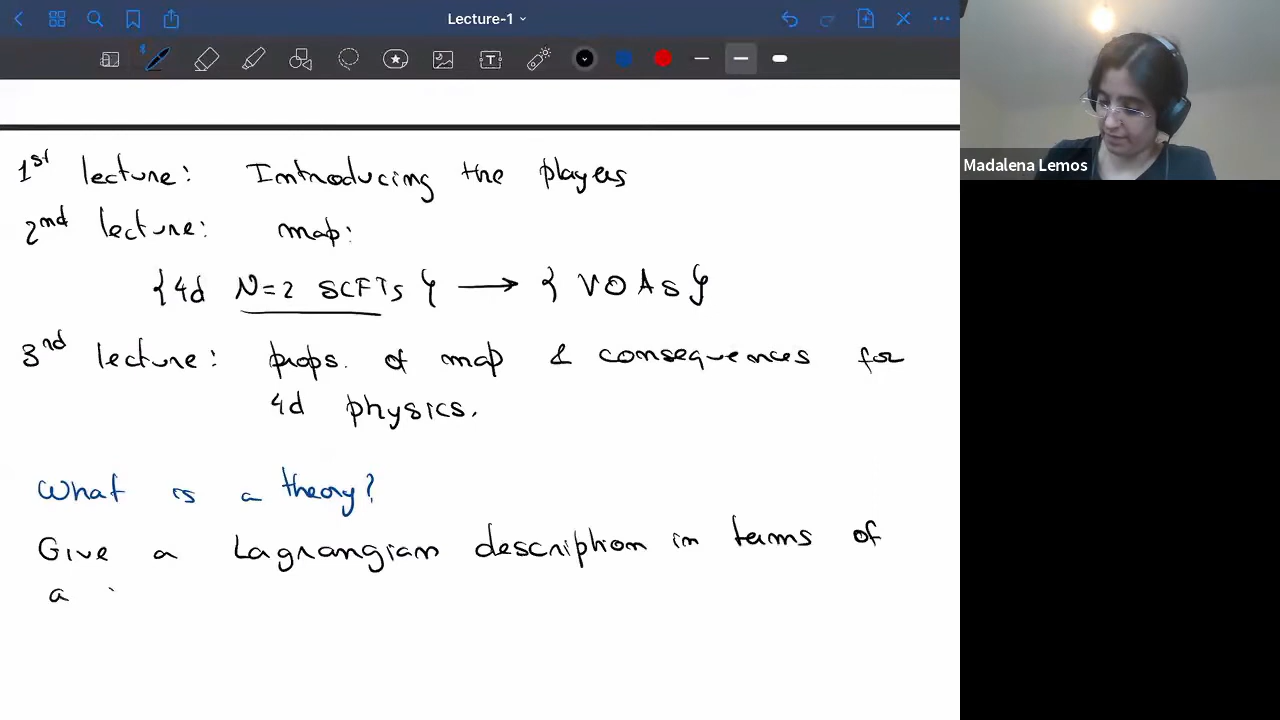 Lecture-1
Madalena Lemos
1st lecture: Introducing the players
2nd lecture: map:
{4d N=2 SCFTs} → {VOAs}
3rd lecture: props. of map & consequences for
4d physics.
What is a theory?
Give a Lagrangian description in terms of
a